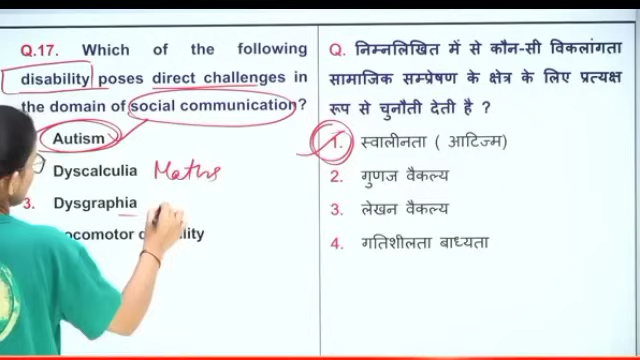 Q.17. Which of the following
disability poses direct challenges in
the domain of social communication?
Autism
Dyscalculia Maths
3. Dysgraphia
Q. निम्नलिखित में से कौन-सी विकलांगता
सामाजिक सम्प्रेषण के क्षेत्र के लिए प्रत्यक्ष
रूप से चुनौती देती है ?
1. स्वालीनता ( आटिज्म)
2. गुणज वैकल्य
3. लेखन वैकल्य
4. गतिशीलता बाध्यता